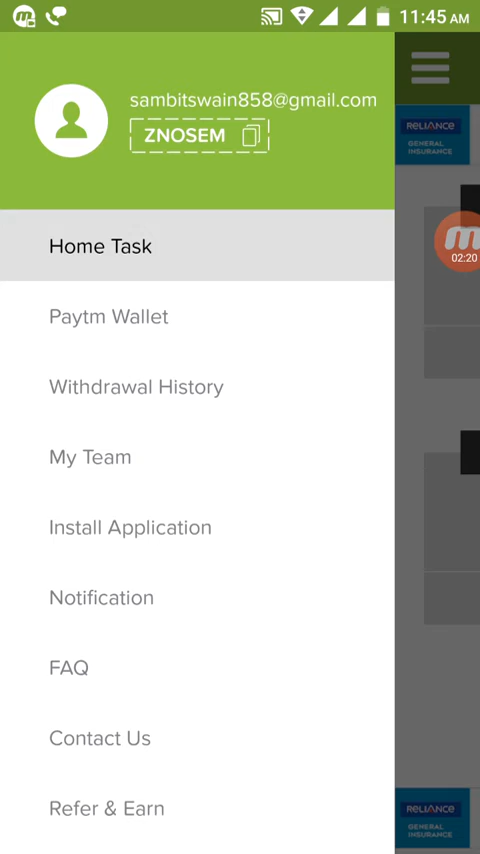 11:45 AM
sambitswain858@gmail.com
ZNOSEM
RELIANCE
GENERAL
INSURANCE
Home Task
02:20
Paytm Wallet
Withdrawal History
My Team
Install Application
Notification
FAQ
Contact Us
Refer & Earn
RELIANCE
GENERAL
INSURANCE